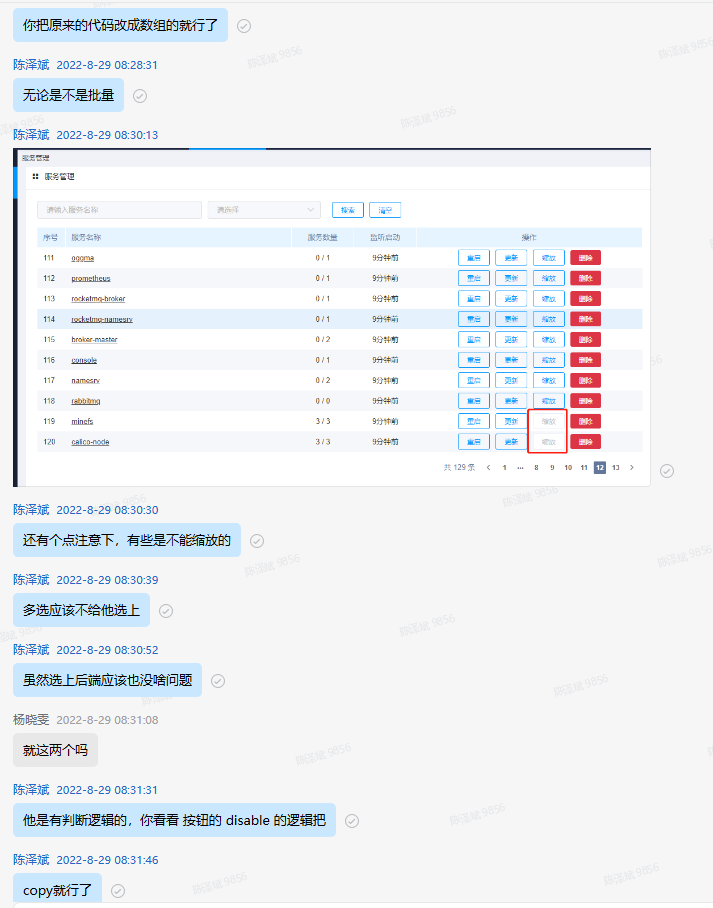 你把原来的代码改成数组的就行了
陈泽斌 2022-8-29 08:28:31
无论是不是批量
陈泽斌 2022-8-29 08:30:13
服务管理
服务管理
请输入服务名称 请选择 搜索 清空
序号 服务名称 服务数量 监听启动 操作
111 oggma 0 / 1 9分钟前 重启 更新 缩放 删除
112 prometheus 0 / 1 9分钟前 重启 更新 缩放 删除
113 rocketmq-broker 0 / 1 9分钟前 重启 更新 缩放 删除
114 rocketmq-namesrv 0 / 1 9分钟前 重启 更新 缩放 删除
115 broker-master 0 / 2 9分钟前 重启 更新 缩放 删除
116 console 0 / 1 9分钟前 重启 更新 缩放 删除
117 namesrv 0 / 2 9分钟前 重启 更新 缩放 删除
118 rabbitmq 0 / 0 9分钟前 重启 更新 缩放 删除
119 minefs 3 / 3 9分钟前 重启 更新 缩放 删除
120 calico-node 3 / 3 9分钟前 重启 更新 缩放 删除
共 129 条 < 1 ··· 8 9 10 11 12 13 >
陈泽斌 2022-8-29 08:30:30
还有个点注意下，有些是不能缩放的
陈泽斌 2022-8-29 08:30:39
多选应该不给他选上
陈泽斌 2022-8-29 08:30:52
虽然选上后端应该也没啥问题
杨晓雯 2022-8-29 08:31:08
就这两个吗
陈泽斌 2022-8-29 08:31:31
他是有判断逻辑的，你看看 按钮的 disable 的逻辑把
陈泽斌 2022-8-29 08:31:46
copy就行了
陈泽斌 9856